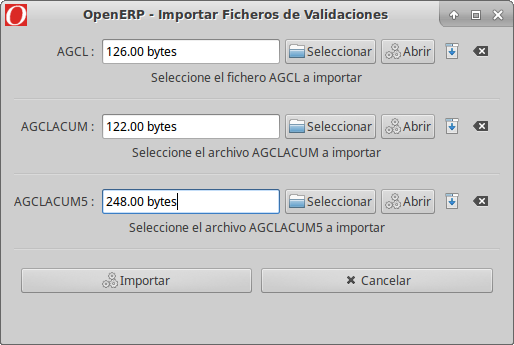 OpenERP - Importar Ficheros de Validaciones
AGCL : 126.00 bytes Seleccionar Abrir
Seleccione el fichero AGCL a importar
AGCLACUM : 122.00 bytes Seleccionar Abrir
Seleccione el archivo AGCLACUM a importar
AGCLACUM5 : 248.00 bytes Seleccionar Abrir
Seleccione el archivo AGCLACUM5 a importar
Importar Cancelar